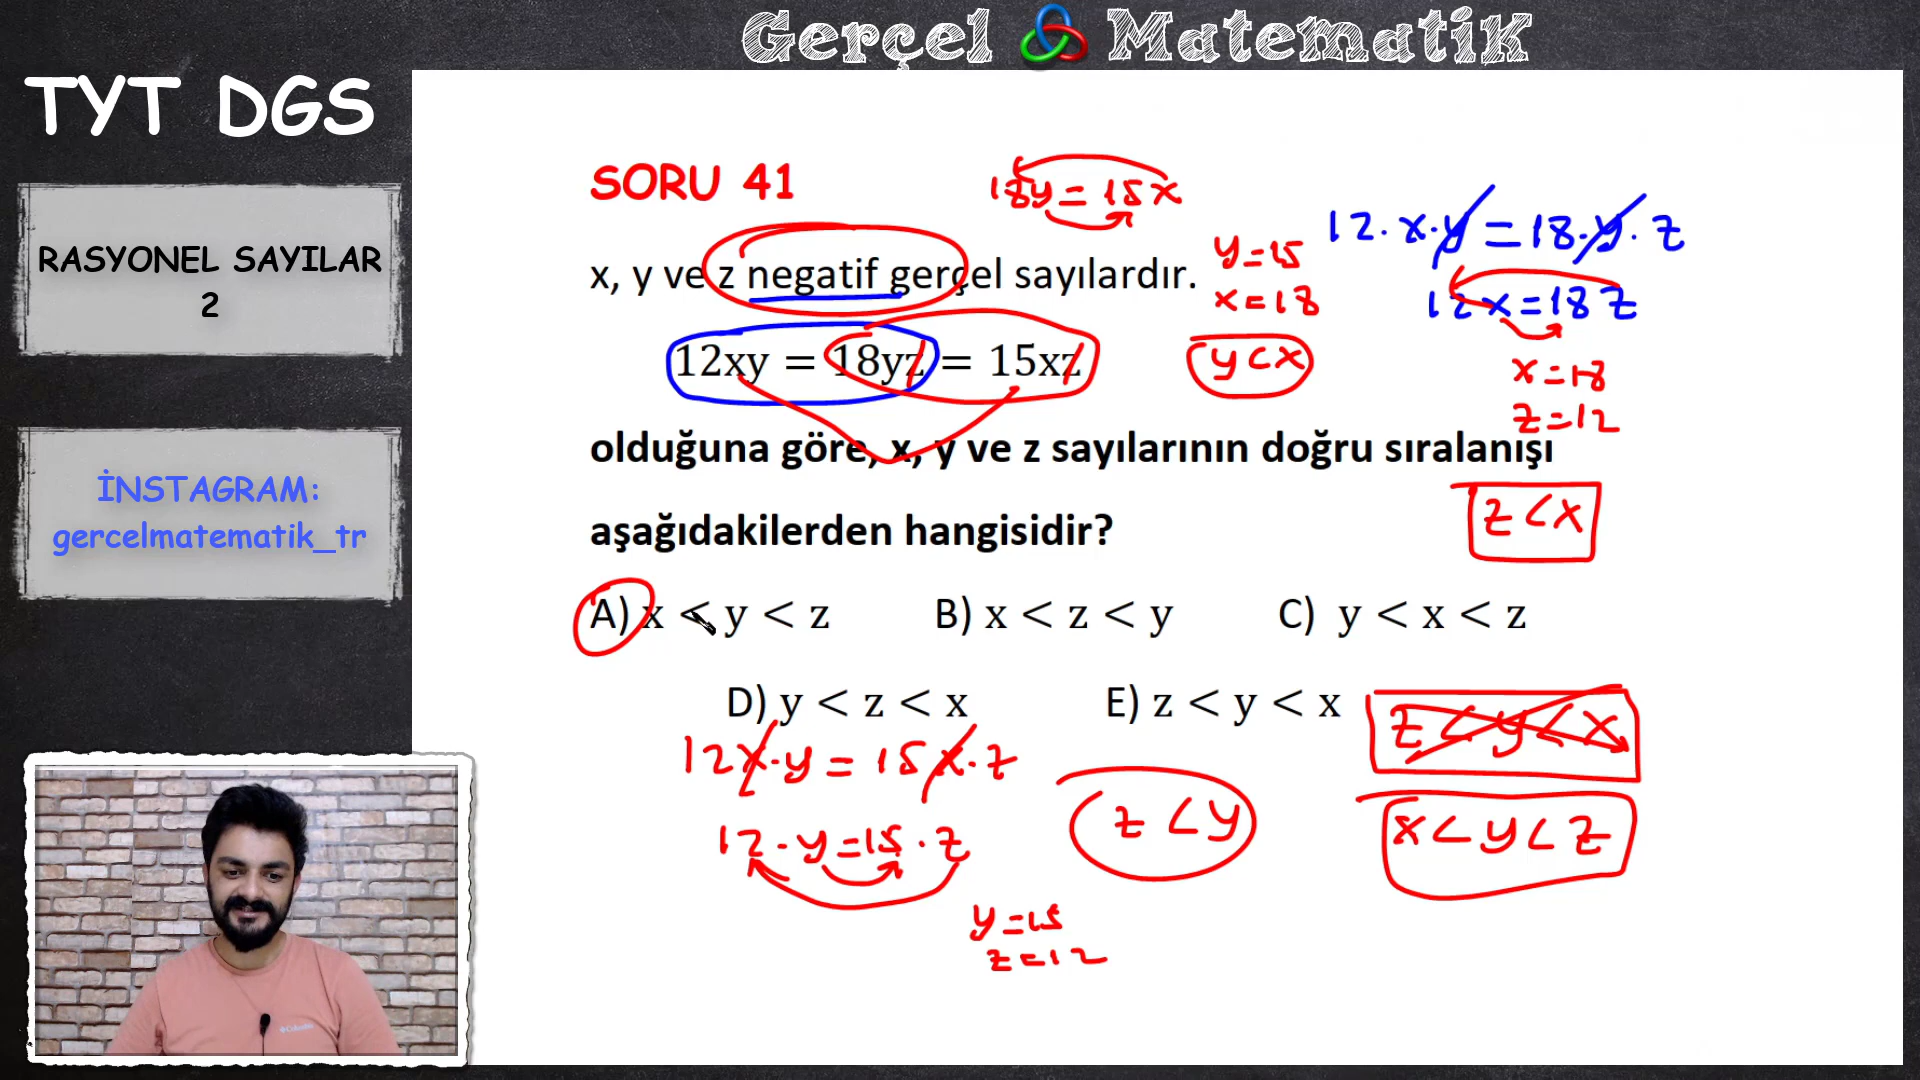 Gerçel Matematik
TYT DGS
RASYONEL SAYILAR
2
İNSTAGRAM:
gercelmatematik_tr
SORU 41
18y = 15x
x, y ve z negatif gerçel sayılardır.
y = 15
x = 18
y < x
12xy = 18yz = 15xz
12 . x . y = 18 . y . z
12x = 18z
x = 18
z = 12
z < x
olduğuna göre, x, y ve z sayılarının doğru sıralanışı
aşağıdakilerden hangisidir?
A) x < y < z B) x < z < y C) y < x < z
D) y < z < x E) z < y < x
z < y < x
12x . y = 15x . z
12 . y = 15 . z
z < y
x < y < z
y = 15
z = 12